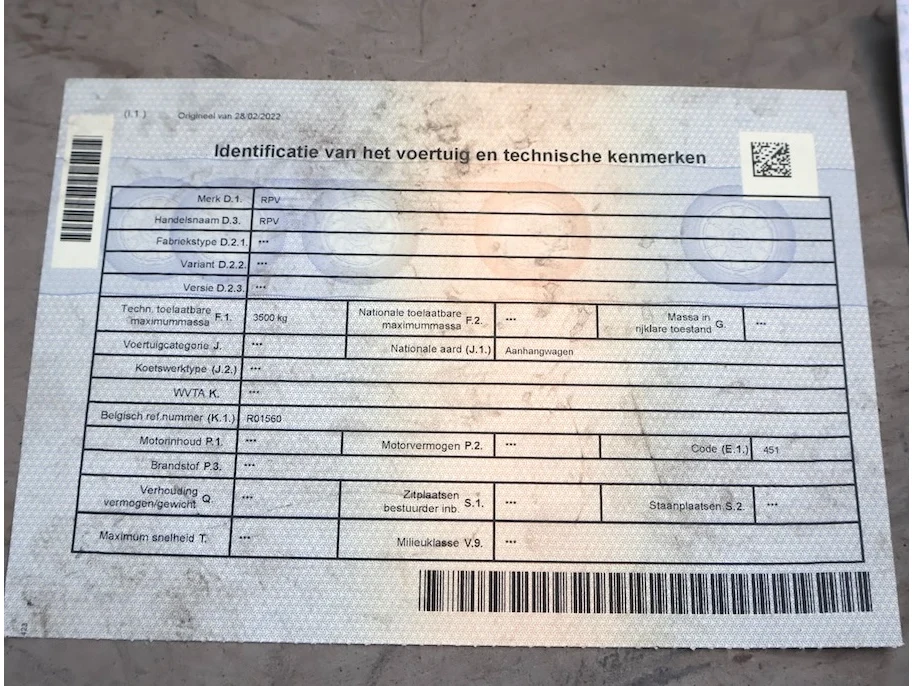 (I.1) Origineel van 28/02/2022
Identificatie van het voertuig en technische kenmerken
Merk D.1. RPV
Handelsnaam D.3. RPV
Fabriekstype D.2.1. ***
Variant D.2.2. ***
Versie D.2.3. ***
Techn. toelaatbare maximummassa F.1. 3500 kg Nationale toelaatbare maximummassa F.2. *** Massa in rijklare toestand G. ***
Voertuigcategorie J. *** Nationale aard (J.1.) Aanhangwagen
Koetswerktype (J.2.) ***
WVTA K. ***
Belgisch ref.nummer (K.1.) R01560
Motorinhoud P.1. *** Motorvermogen P.2. *** Code (E.1.) 451
Brandstof P.3. ***
Verhouding vermogen/gewicht Q. *** Zitplaatsen bestuurder inb. S.1. *** Staanplaatsen S.2. ***
Maximum snelheid T. *** Milieuklasse V.9. ***